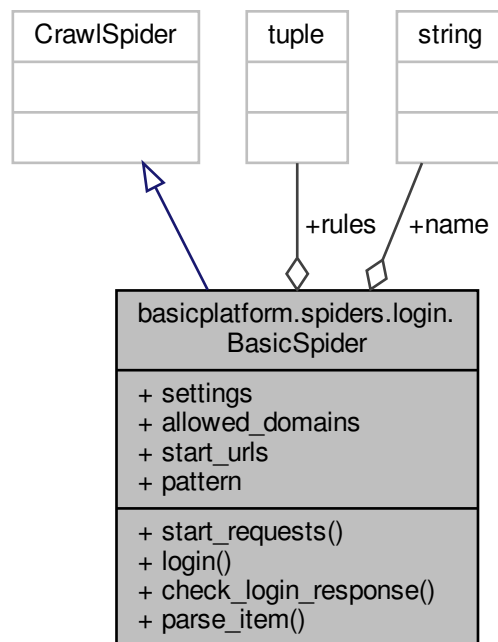 CrawlSpider
tuple
string
+rules
+name
basicplatform.spiders.login.
BasicSpider
+ settings
+ allowed_domains
+ start_urls
+ pattern
+ start_requests()
+ login()
+ check_login_response()
+ parse_item()